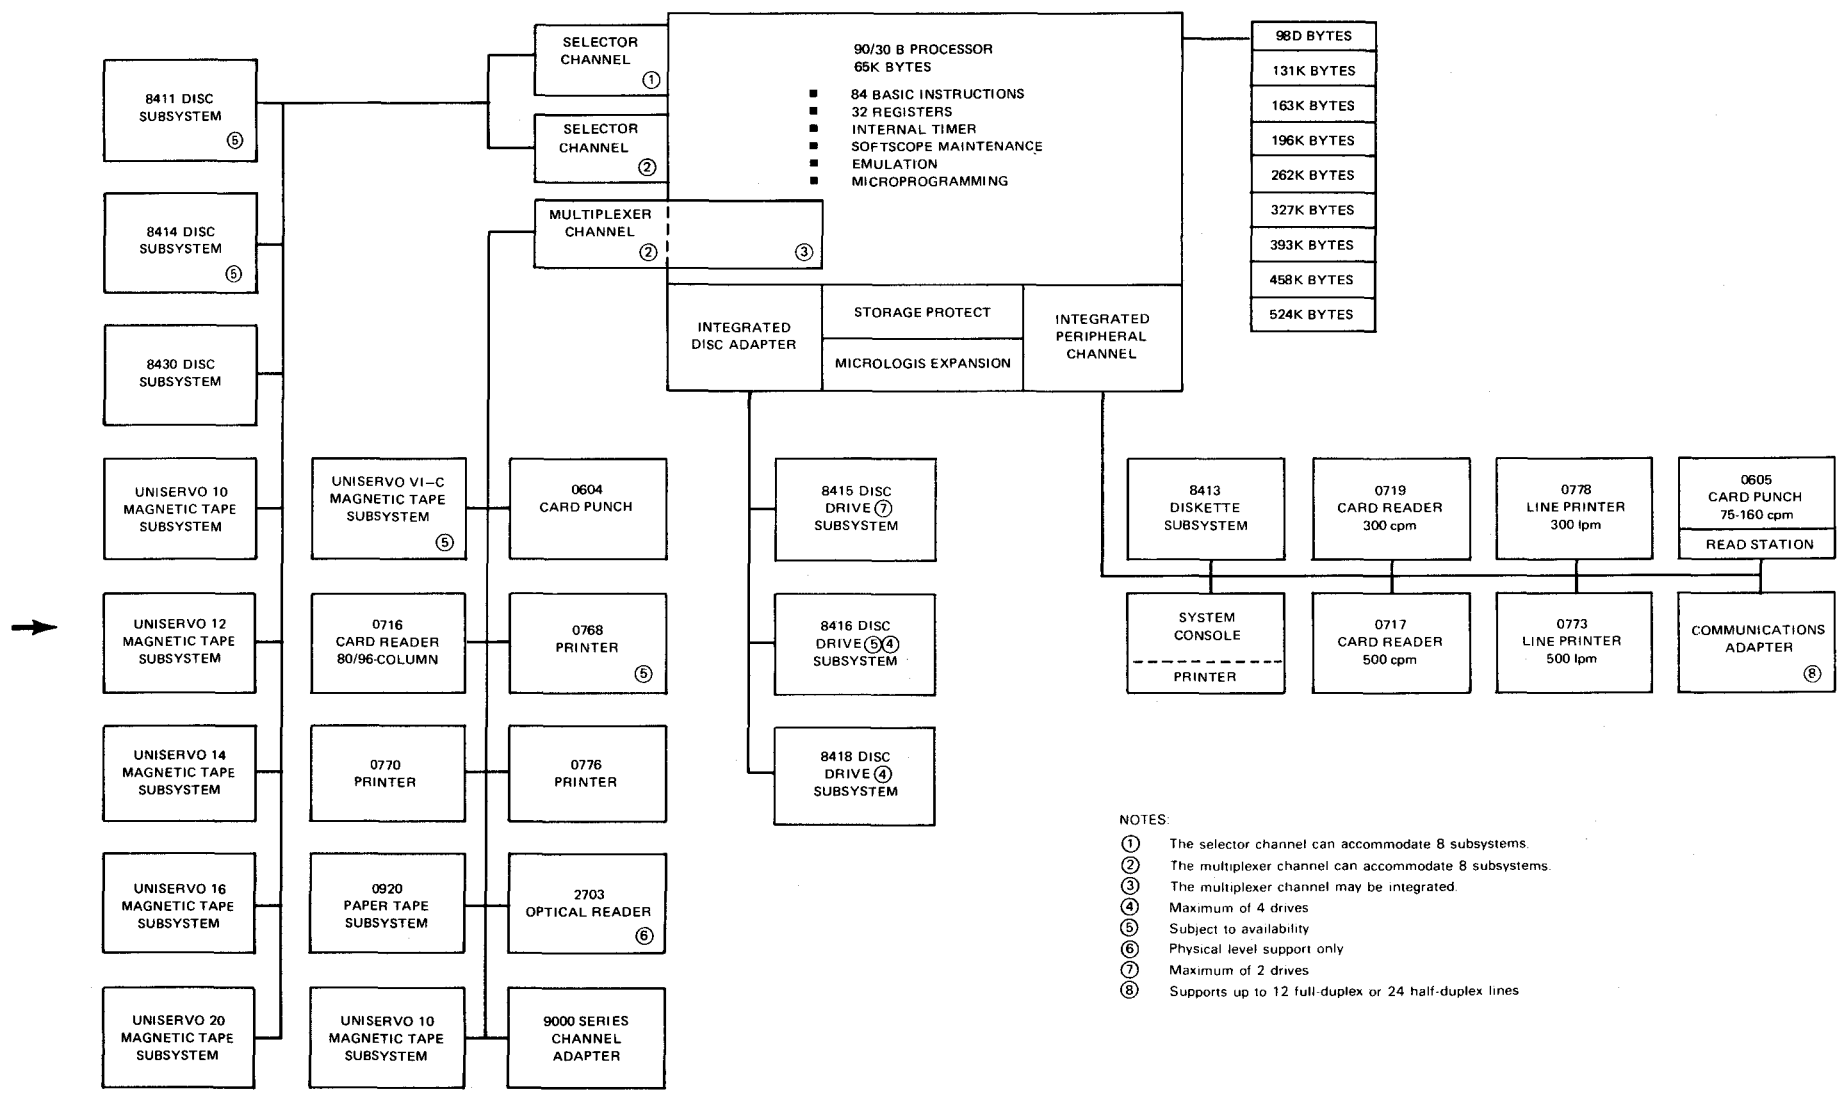 SELECTOR
CHANNEL
1
SELECTOR
CHANNEL
2
MULTIPLEXER
CHANNEL
2
3
90/30 B PROCESSOR
65K BYTES
■ 84 BASIC INSTRUCTIONS
■ 32 REGISTERS
■ INTERNAL TIMER
■ SOFTSCOPE MAINTENANCE
■ EMULATION
■ MICROPROGRAMMING
INTEGRATED
DISC ADAPTER
STORAGE PROTECT
MICROLOGIS EXPANSION
INTEGRATED
PERIPHERAL
CHANNEL
98D BYTES
131K BYTES
163K BYTES
196K BYTES
262K BYTES
327K BYTES
393K BYTES
458K BYTES
524K BYTES
8411 DISC
SUBSYSTEM
5
8414 DISC
SUBSYSTEM
5
8430 DISC
SUBSYSTEM
UNISERVO 10
MAGNETIC TAPE
SUBSYSTEM
UNISERVO 12
MAGNETIC TAPE
SUBSYSTEM
UNISERVO 14
MAGNETIC TAPE
SUBSYSTEM
UNISERVO 16
MAGNETIC TAPE
SUBSYSTEM
UNISERVO 20
MAGNETIC TAPE
SUBSYSTEM
UNISERVO VI–C
MAGNETIC TAPE
SUBSYSTEM
5
0604
CARD PUNCH
0716
CARD READER
80/96-COLUMN
0768
PRINTER
5
0770
PRINTER
0776
PRINTER
0920
PAPER TAPE
SUBSYSTEM
2703
OPTICAL READER
6
UNISERVO 10
MAGNETIC TAPE
SUBSYSTEM
9000 SERIES
CHANNEL
ADAPTER
8415 DISC
DRIVE 7
SUBSYSTEM
8416 DISC
DRIVE 5 4
SUBSYSTEM
8418 DISC
DRIVE 4
SUBSYSTEM
8413
DISKETTE
SUBSYSTEM
0719
CARD READER
300 cpm
0778
LINE PRINTER
300 lpm
0605
CARD PUNCH
75-160 cpm
READ STATION
SYSTEM
CONSOLE
PRINTER
0717
CARD READER
500 cpm
0773
LINE PRINTER
500 lpm
COMMUNICATIONS
ADAPTER
8
NOTES:
1 The selector channel can accommodate 8 subsystems.
2 The multiplexer channel can accommodate 8 subsystems.
3 The multiplexer channel may be integrated.
4 Maximum of 4 drives
5 Subject to availability
6 Physical level support only
7 Maximum of 2 drives
8 Supports up to 12 full-duplex or 24 half-duplex lines